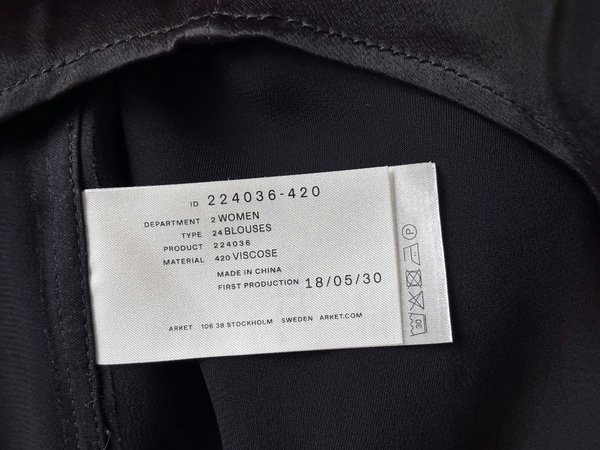 ID 224036-420
DEPARTMENT 2 WOMEN
TYPE 24 BLOUSES
PRODUCT 224036
MATERIAL 420 VISCOSE
MADE IN CHINA
FIRST PRODUCTION 18/05/30
ARKET 106 38 STOCKHOLM SWEDEN ARKET.COM
30
P